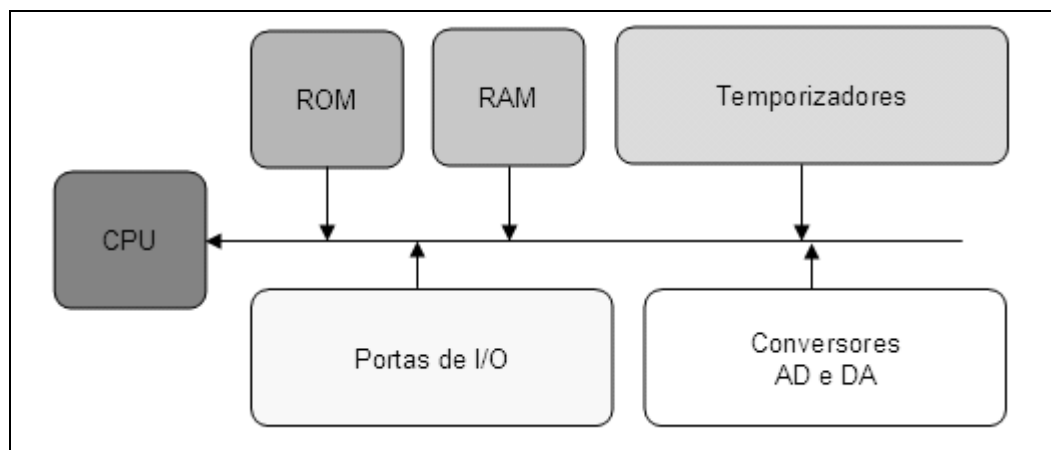 ROM
RAM
Temporizadores
CPU
Portas de I/O
Conversores
AD e DA